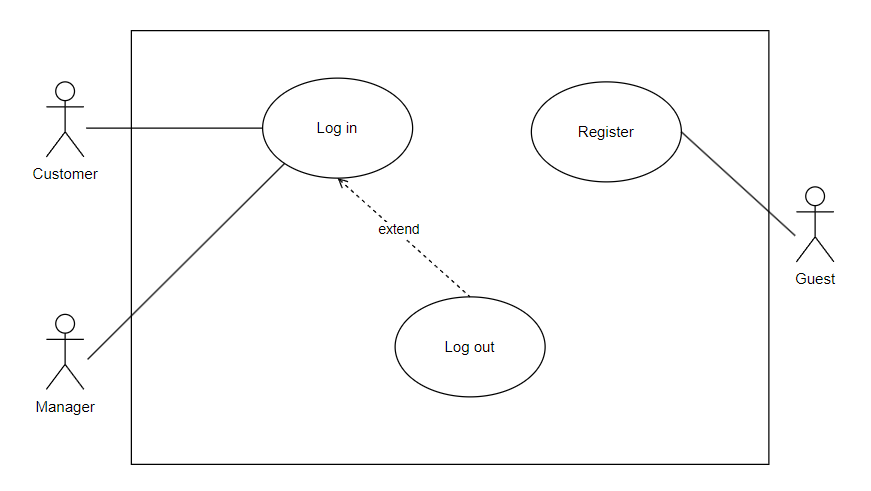 Log in
Register
Customer
extend
Guest
Log out
Manager